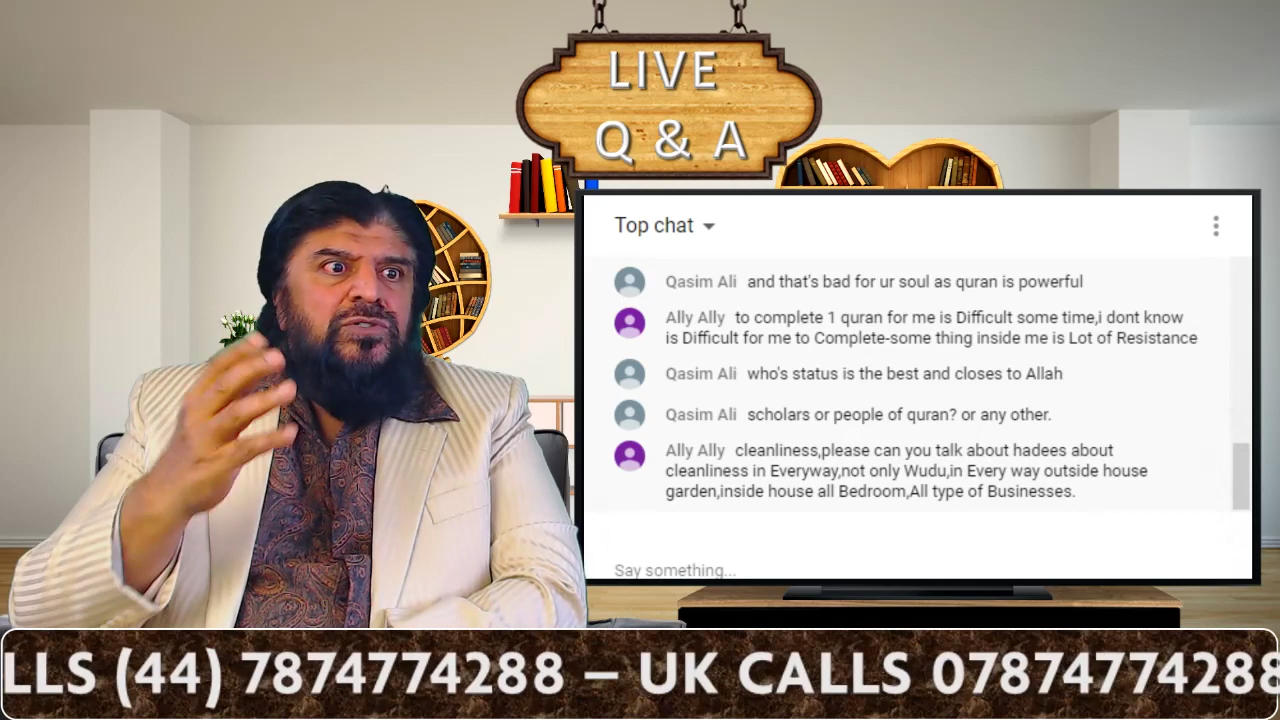 LIVE
Q & A
Top chat
Qasim Ali and that's bad for ur soul as quran is powerful
Ally Ally to complete 1 quran for me is Difficult some time,i dont know
is Difficult for me to Complete-some thing inside me is Lot of Resistance
Qasim Ali who's status is the best and closes to Allah
Qasim Ali scholars or people of quran? or any other.
Ally Ally cleanliness,please can you talk about hadees about
cleanliness in Everyway,not only Wudu,in Every way outside house
garden,inside house all Bedroom,All type of Businesses.
Say something...
LLS (44) 7874774288 – UK CALLS 07874774288